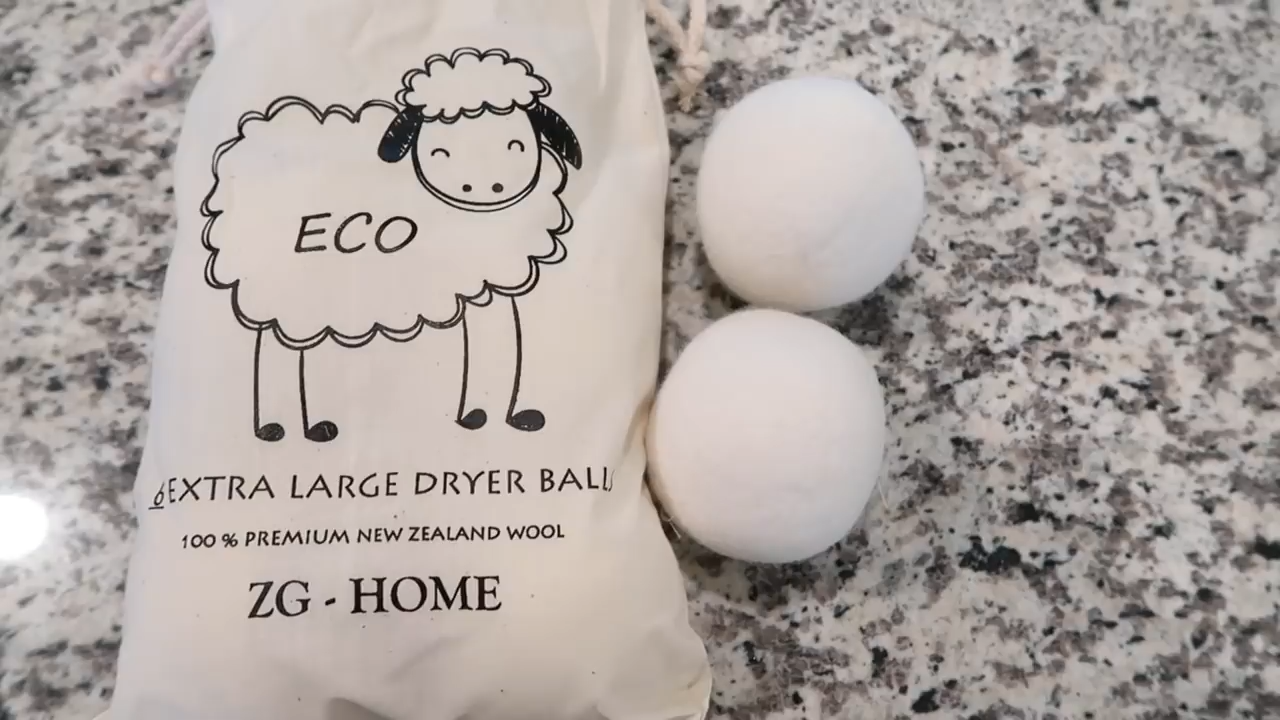 ECO
6 EXTRA LARGE DRYER BALLS
100 % PREMIUM NEW ZEALAND WOOL
ZG - HOME